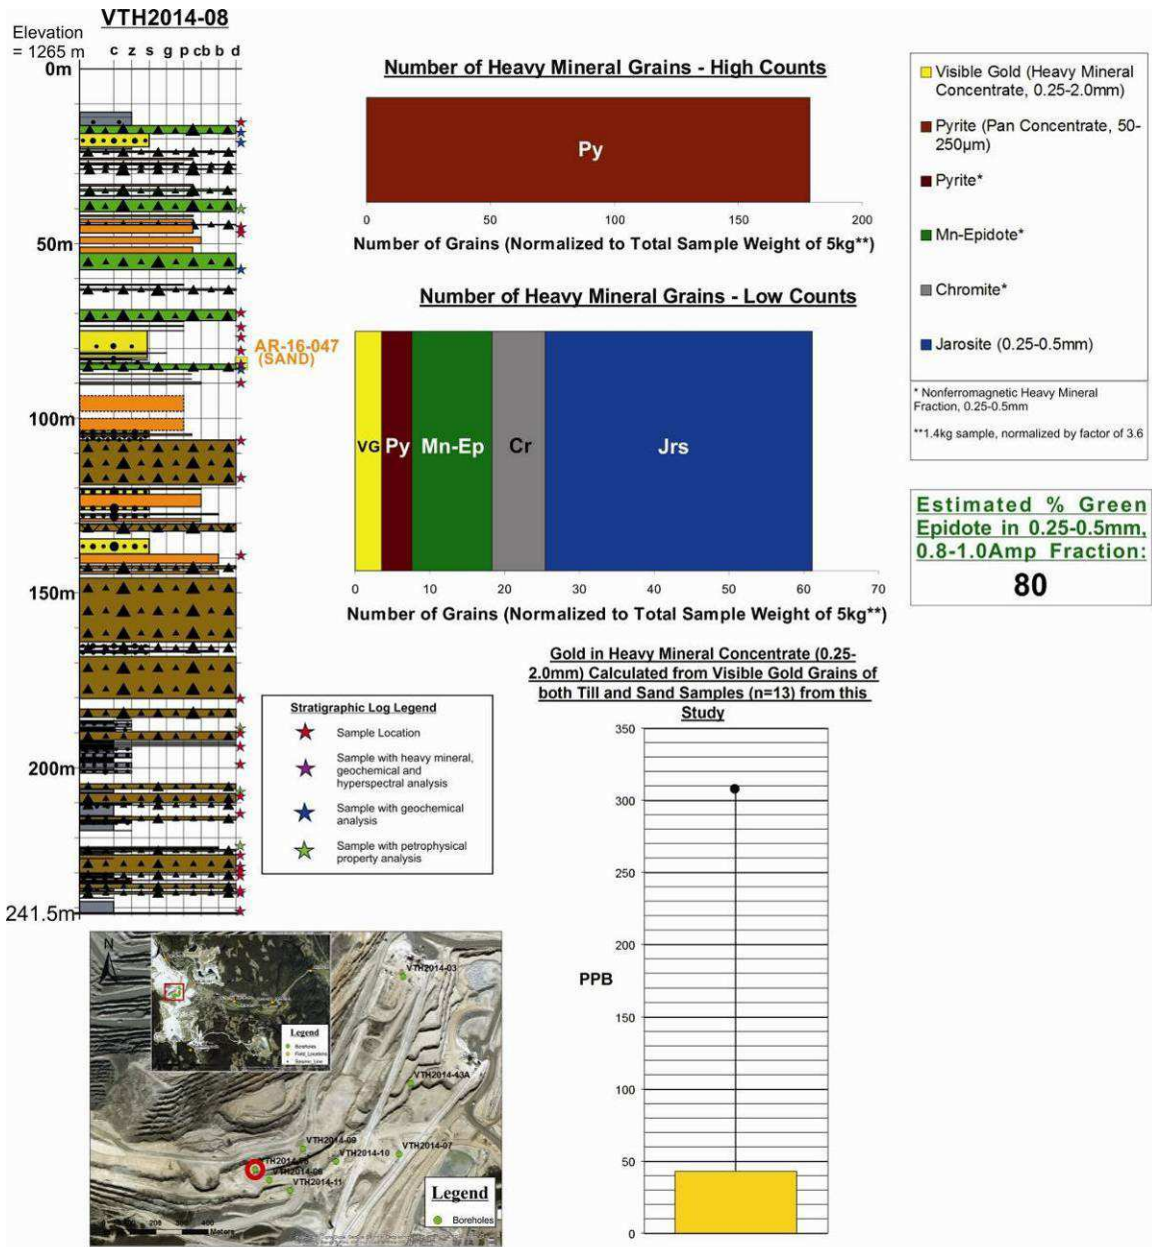 VTH2014-08
Elevation
= 1265 m
c z s g p cb b d
0m
50m
100m
150m
200m
241.5m
AR-16-047
(SAND)
Number of Heavy Mineral Grains - High Counts
Py
0 50 100 150 200
Number of Grains (Normalized to Total Sample Weight of 5kg**)
Number of Heavy Mineral Grains - Low Counts
VG Py Mn-Ep Cr Jrs
0 10 20 30 40 50 60 70
Number of Grains (Normalized to Total Sample Weight of 5kg**)
Visible Gold (Heavy Mineral
Concentrate, 0.25-2.0mm)
Pyrite (Pan Concentrate, 50-
250µm)
Pyrite*
Mn-Epidote*
Chromite*
Jarosite (0.25-0.5mm)
* Nonferromagnetic Heavy Mineral
Fraction, 0.25-0.5mm
**1.4kg sample, normalized by factor of 3.6
Estimated % Green
Epidote in 0.25-0.5mm,
0.8-1.0Amp Fraction:
80
Stratigraphic Log Legend
Sample Location
Sample with heavy mineral,
geochemical and
hyperspectral analysis
Sample with geochemical
analysis
Sample with petrophysical
property analysis
Gold in Heavy Mineral Concentrate (0.25-
2.0mm) Calculated from Visible Gold Grains of
both Till and Sand Samples (n=13) from this
Study
350
300
250
200
150
100
50
0
PPB
N
Legend
Boreholes
Field_Locations
Seismic_Line
VTH2014-03
VTH2014-43A
VTH2014-09
VTH2014-10
VTH2014-07
VTH2014-06
VTH2014-11
Legend
Boreholes
200
400
Meters